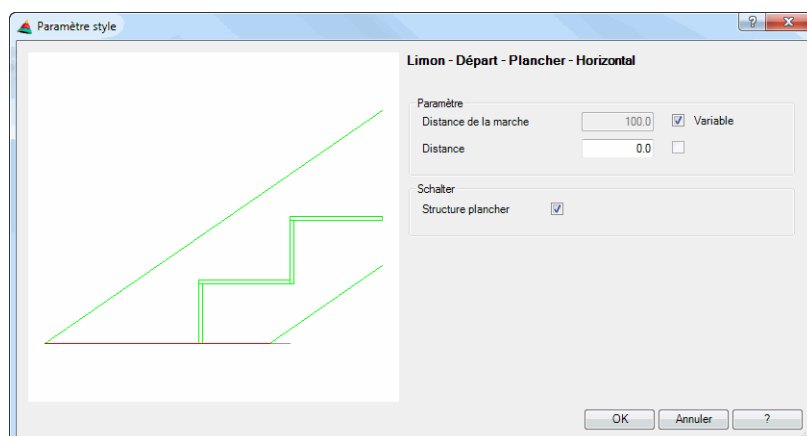 Paramètre style
Limon - Départ - Plancher - Horizontal
Paramètre
Distance de la marche 100.0 Variable
Distance 0.0
Schalter
Structure plancher
OK Annuler ?